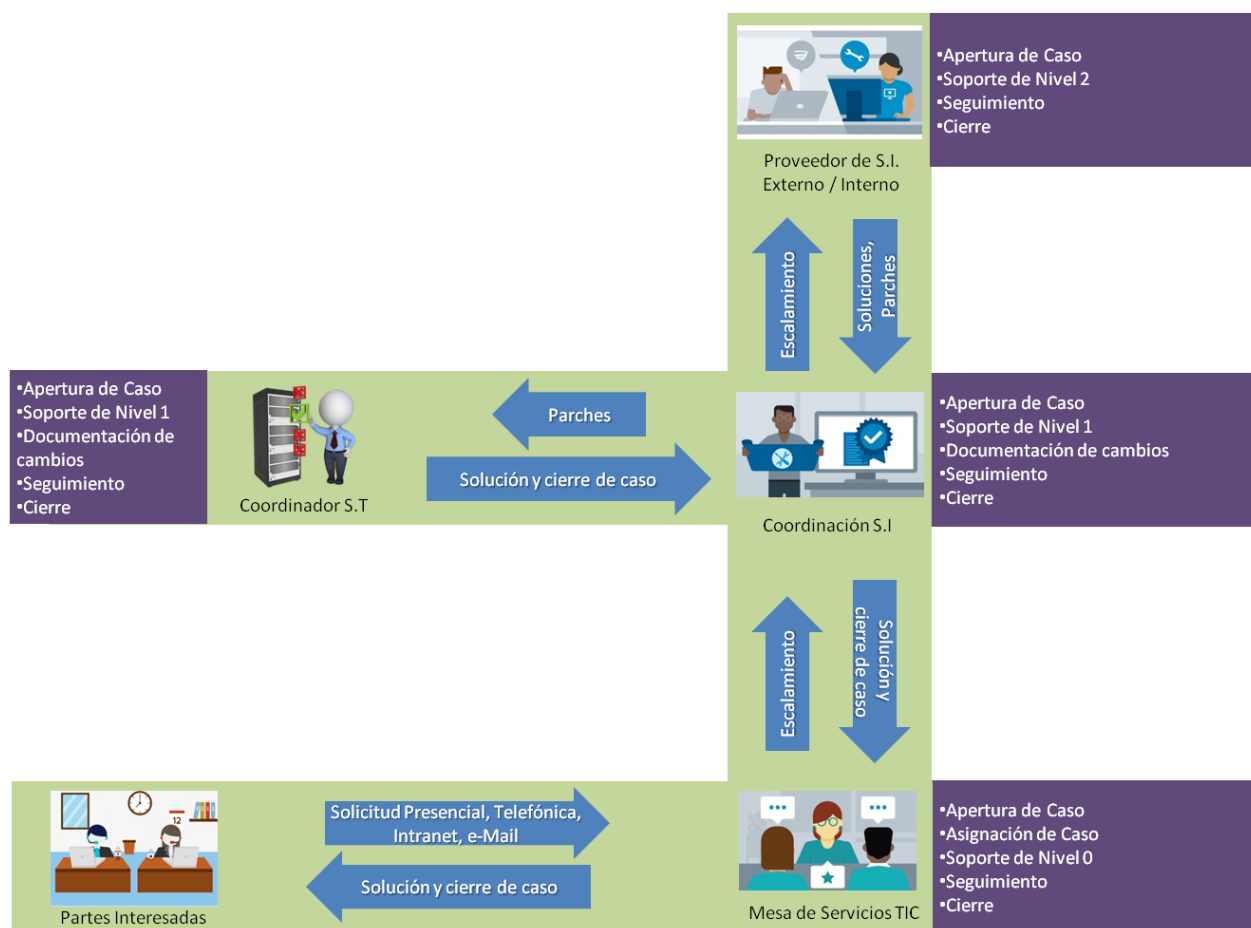 •Apertura de Caso
•Soporte de Nivel 2
•Seguimiento
•Cierre
Proveedor de S.I.
Externo / Interno
Escalamiento
Soluciones,
Parches
•Apertura de Caso
•Soporte de Nivel 1
•Documentación de
cambios
•Seguimiento
•Cierre
Coordinador S.T
Parches
Solución y cierre de caso
Coordinación S.I
•Apertura de Caso
•Soporte de Nivel 1
•Documentación de cambios
•Seguimiento
•Cierre
Escalamiento
Solución y
cierre de caso
12
Partes Interesadas
Solicitud Presencial, Telefónica,
Intranet, e-Mail
Solución y cierre de caso
Mesa de Servicios TIC
•Apertura de Caso
•Asignación de Caso
•Soporte de Nivel 0
•Seguimiento
•Cierre